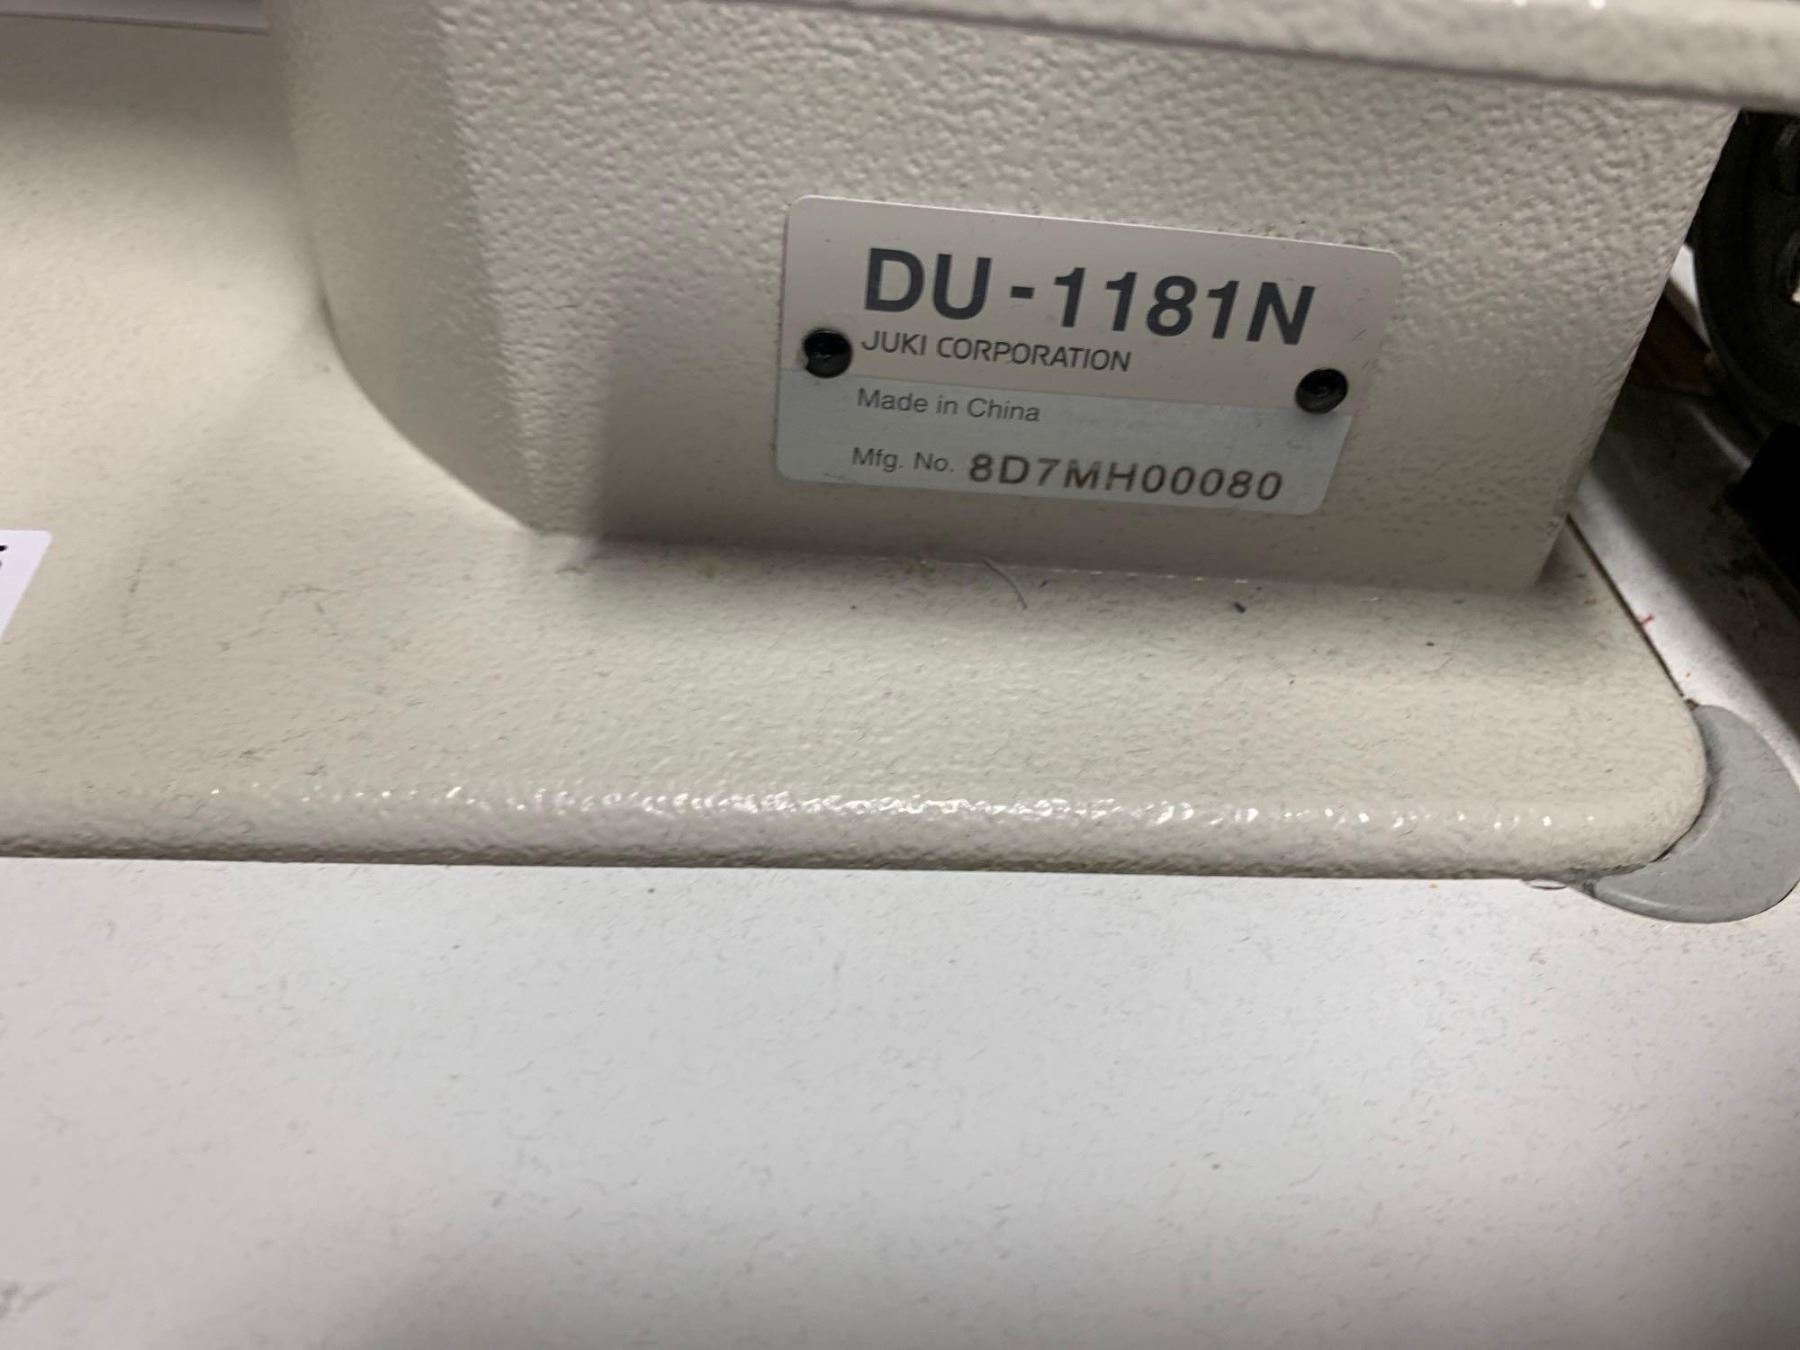 DU-1181N
JUKI CORPORATION
Made in China
Mfg. No. 8D7MH00080